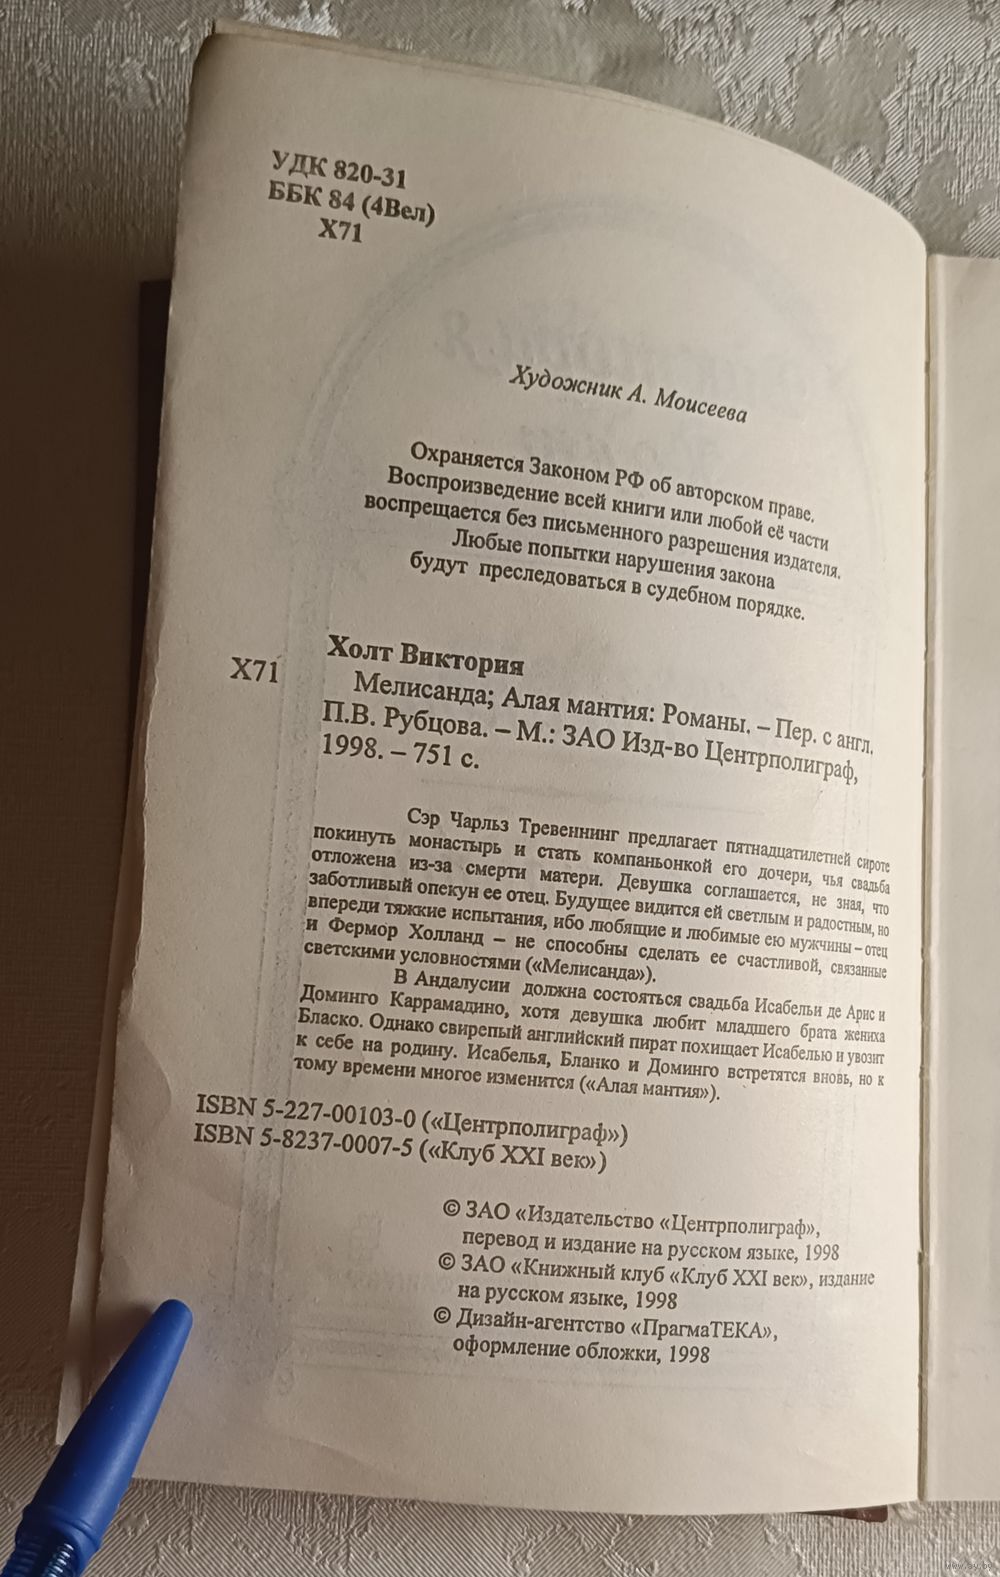 УДК 820-31
ББК 84 (4Вел)
Х71
Художник А. Моисеева
Охраняется Законом РФ об авторском праве.
Воспроизведение всей книги или любой её части
воспрещается без письменного разрешения издателя.
Любые попытки нарушения закона
будут преследоваться в судебном порядке.
Холт Виктория
Х71 Мелисанда; Алая мантия: Романы. – Пер. с англ.
П.В. Рубцова. – М.: ЗАО Изд-во Центрполиграф,
1998. – 751 с.
Сэр Чарльз Тревеннинг предлагает пятнадцатилетней сироте
покинуть монастырь и стать компаньонкой его дочери, чья свадьба
отложена из-за смерти матери. Девушка соглашается, не зная, что
заботливый опекун ее отец. Будущее видится ей светлым и радостным, но
впереди тяжкие испытания, ибо любящие и любимые ею мужчины – отец
и Фермор Холланд – не способны сделать ее счастливой, связанные
светскими условностями («Мелисанда»).
В Андалусии должна состояться свадьба Исабельи де Арис и
Доминго Каррамадино, хотя девушка любит младшего брата жениха
Бласко. Однако свирепый английский пират похищает Исабелью и увозит
к себе на родину. Исабелья, Бланко и Доминго встретятся вновь, но к
тому времени многое изменится («Алая мантия»).
ISBN 5-227-00103-0 («Центрполиграф»)
ISBN 5-8237-0007-5 («Клуб XXI век»)
© ЗАО «Издательство «Центрполиграф»,
перевод и издание на русском языке, 1998
© ЗАО «Книжный клуб «Клуб XXI век», издание
на русском языке, 1998
© Дизайн-агентство «ПрагмаТЕКА»,
оформление обложки, 1998